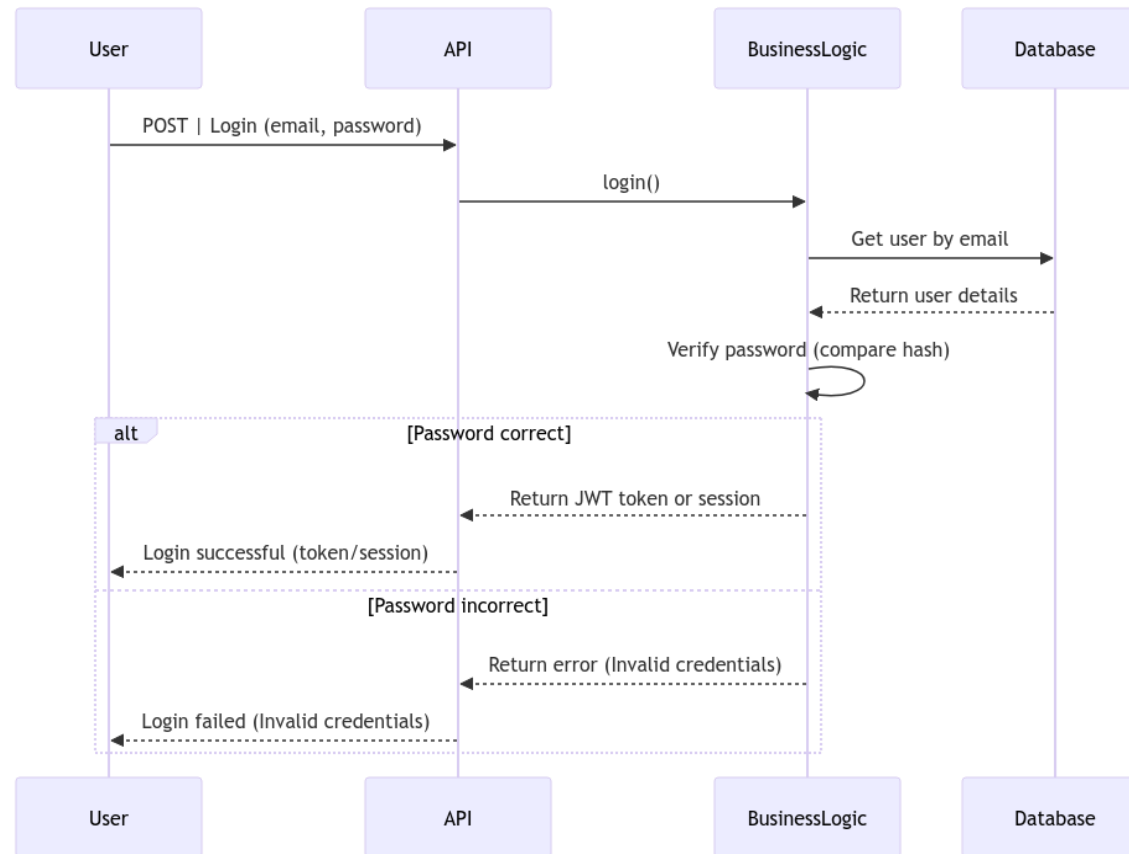 User
API
BusinessLogic
Database
POST | Login (email, password)
login()
Get user by email
Return user details
Verify password (compare hash)
alt
[Password correct]
Return JWT token or session
Login successful (token/session)
[Password incorrect]
Return error (Invalid credentials)
Login failed (Invalid credentials)
User
API
BusinessLogic
Database